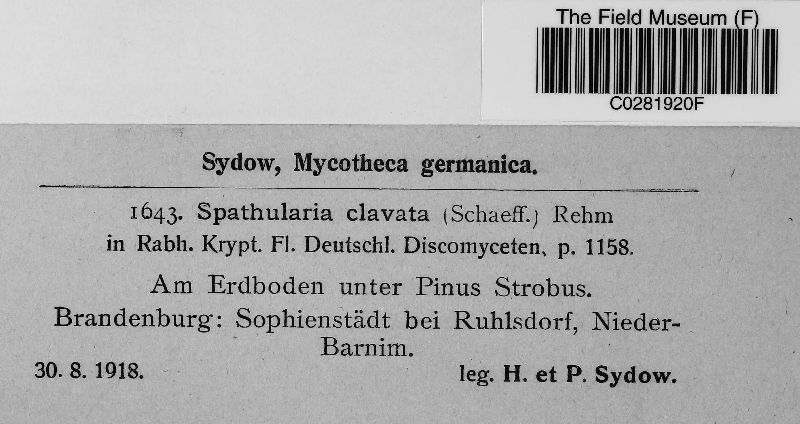 The Field Museum (F)
C0281920F
Sydow, Mycotheca germanica.
1643. Spathularia clavata (Schaeff.) Rehm
in Rabh. Krypt. Fl. Deutschl. Discomyceten, p. 1158.
Am Erdboden unter Pinus Strobus.
Brandenburg: Sophienstädt bei Ruhlsdorf, Nieder-
Barnim.
30. 8. 1918. leg. H. et P. Sydow.